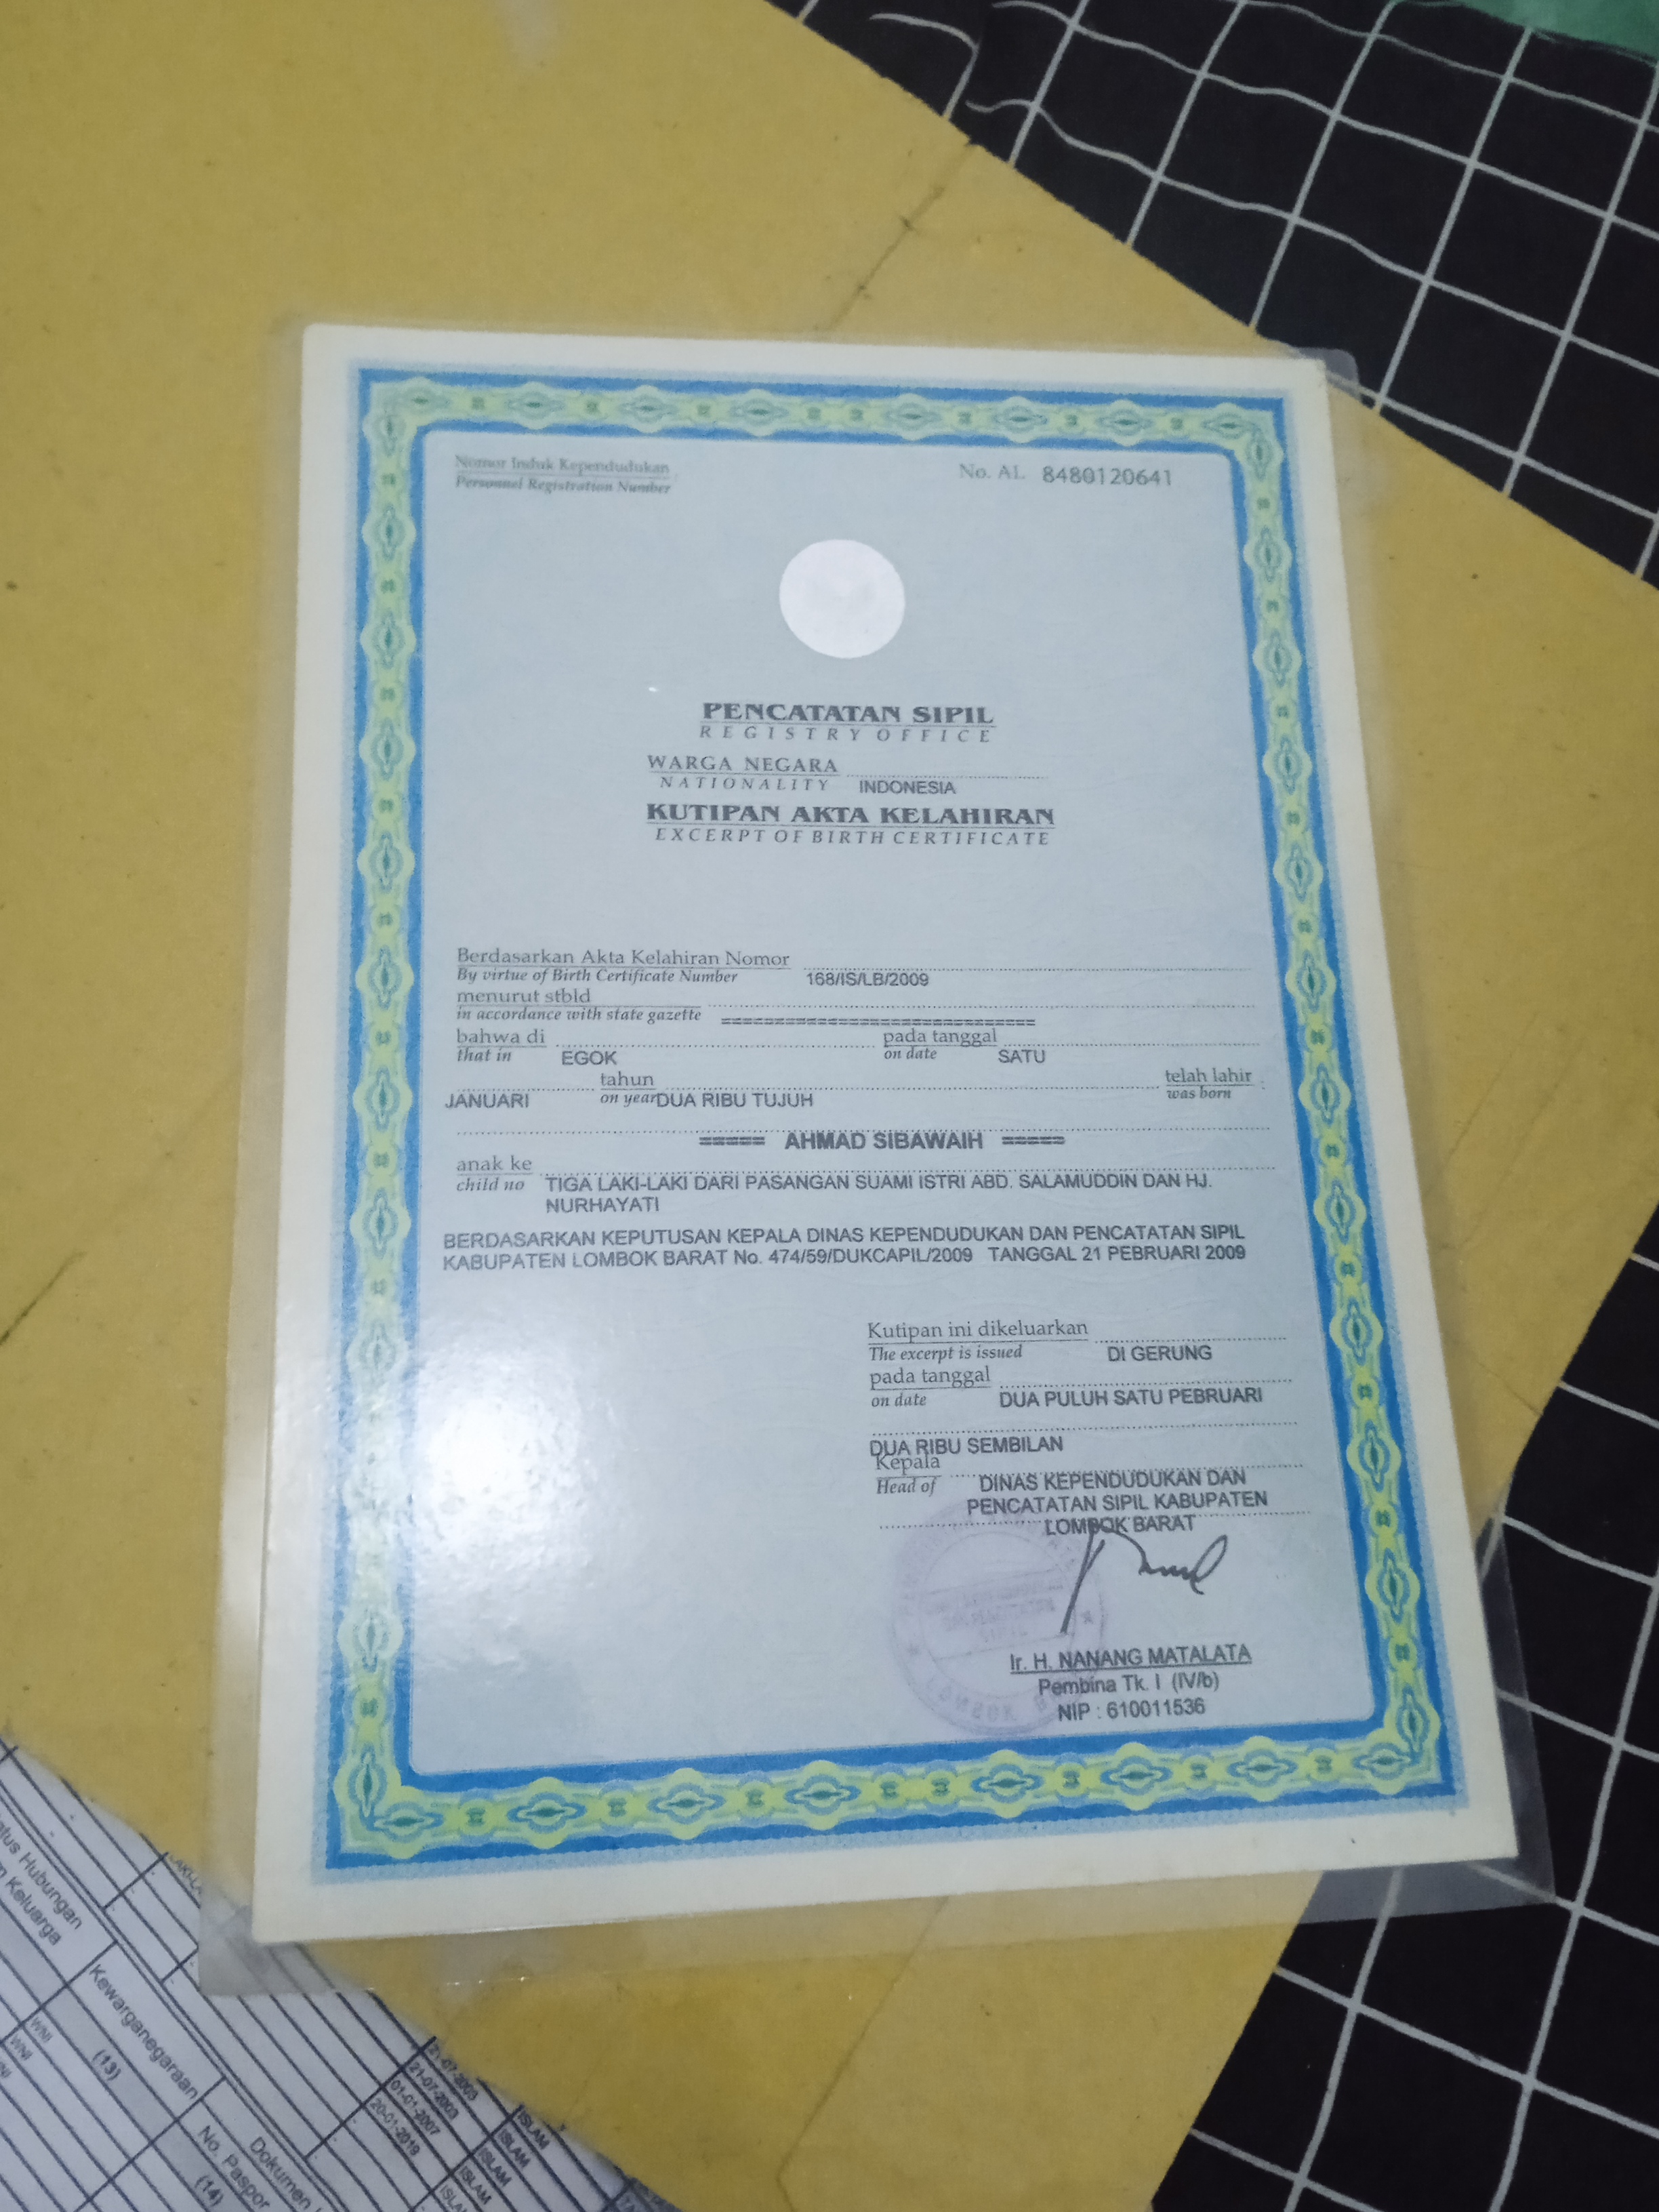 Nomor Induk Kependudukan
Personnel Registration Number
No. AL 8480120641
PENCATATAN SIPIL
REGISTRY OFFICE
WARGA NEGARA
NATIONALITY INDONESIA
KUTIPAN AKTA KELAHIRAN
EXCERPT OF BIRTH CERTIFICATE
Berdasarkan Akta Kelahiran Nomor
By virtue of Birth Certificate Number 168/IS/LB/2009
menurut stbld
in accordance with state gazette ==============================
bahwa di pada tanggal
that in EGOK on date SATU
tahun telah lahir
JANUARI on year DUA RIBU TUJUH was born
===== AHMAD SIBAWAIH =====
anak ke
child no TIGA LAKI-LAKI DARI PASANGAN SUAMI ISTRI ABD. SALAMUDDIN DAN HJ.
NURHAYATI
BERDASARKAN KEPUTUSAN KEPALA DINAS KEPENDUDUKAN DAN PENCATATAN SIPIL
KABUPATEN LOMBOK BARAT No. 474/59/DUKCAPIL/2009 TANGGAL 21 PEBRUARI 2009
Kutipan ini dikeluarkan
The excerpt is issued DI GERUNG
pada tanggal
on date DUA PULUH SATU PEBRUARI
DUA RIBU SEMBILAN
Kepala
Head of DINAS KEPENDUDUKAN DAN
PENCATATAN SIPIL KABUPATEN
LOMBOK BARAT
Ir. H. NANANG MATALATA
Pembina Tk. I (IV/b)
NIP : 610011536
Hubungan
Keluarga
Kewarganegaraan
(13)
WNI
WNI
Dokumen
No. Paspor
(14)
21-07-2003
21-07-2003
01-01-2007
20-01-2019
ISLAM
ISLAM
ISLAM